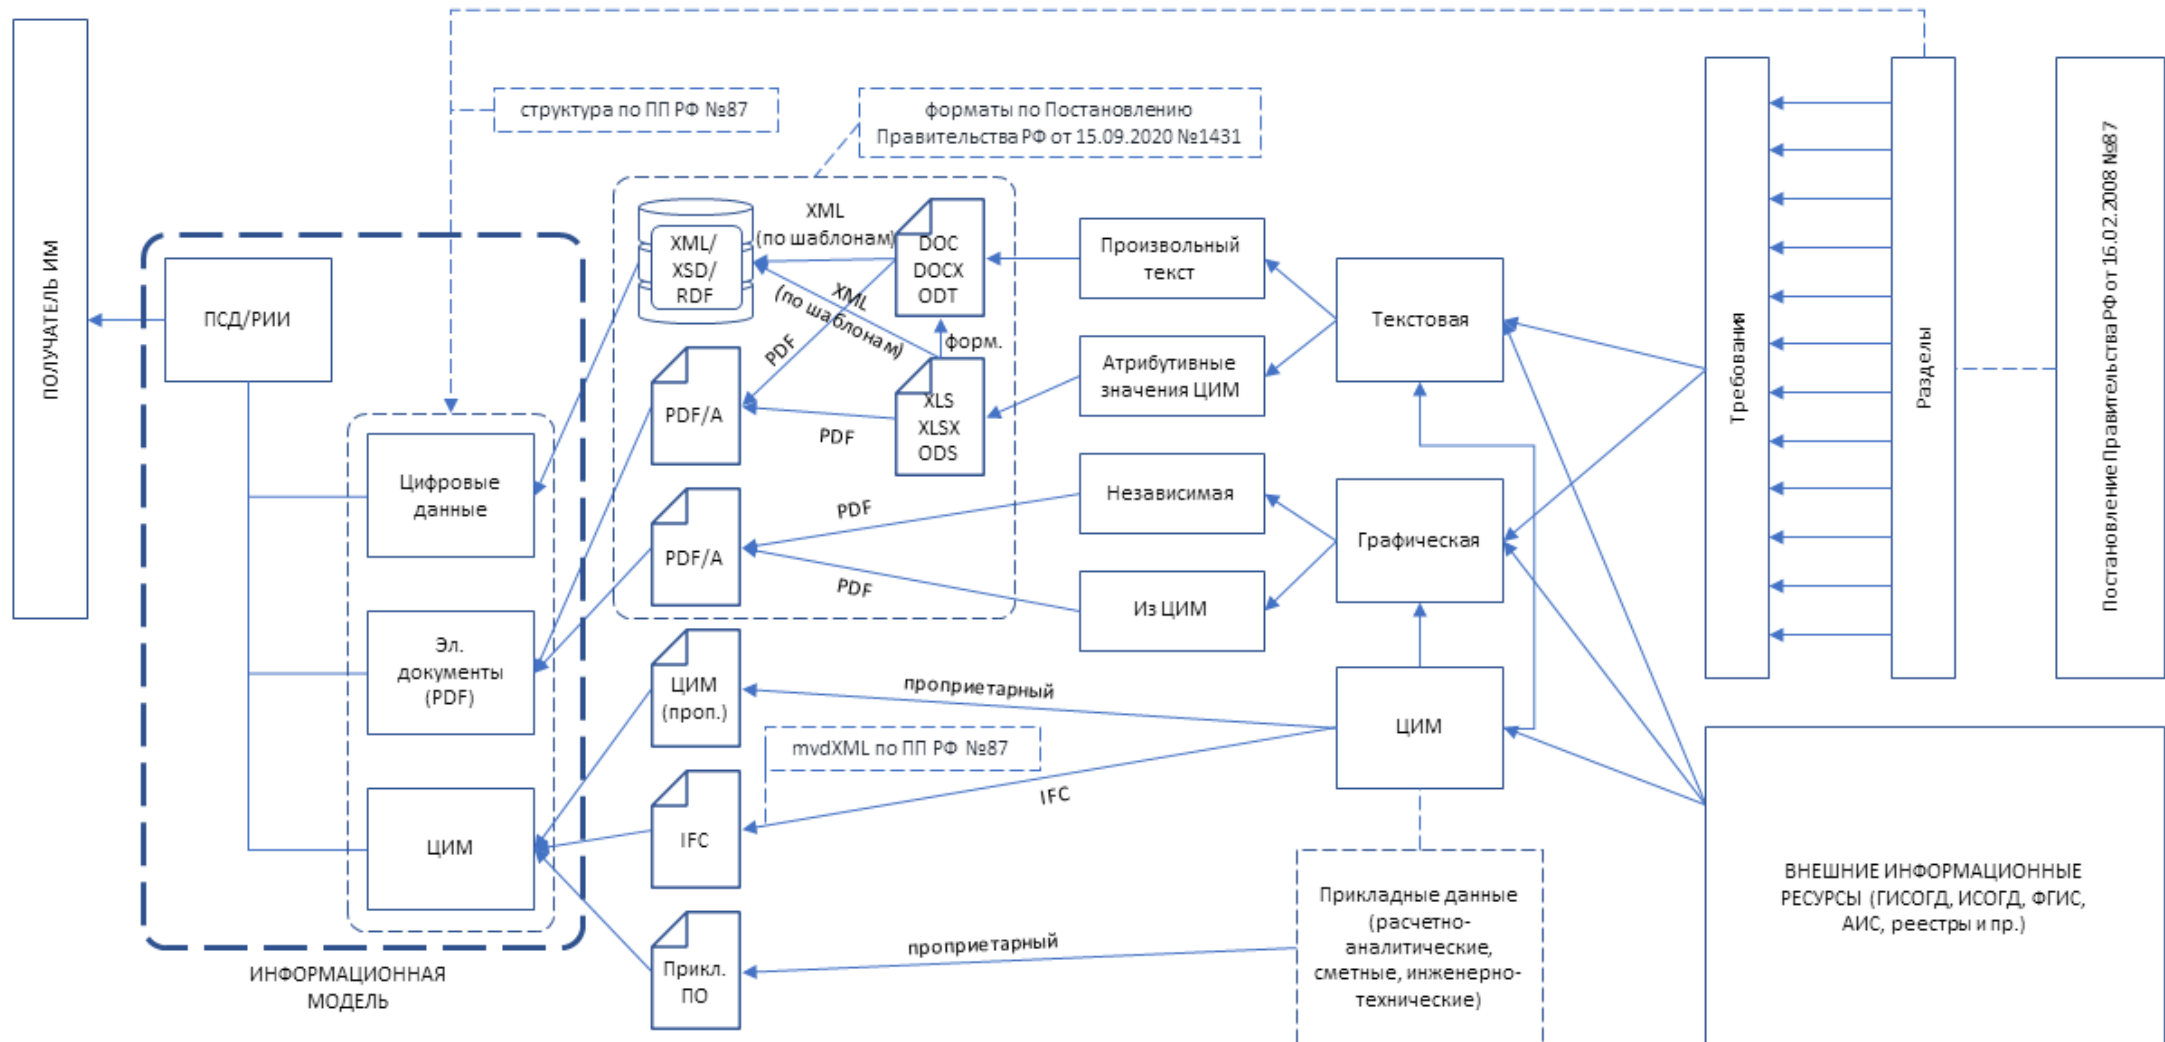 ПОЛУЧАТЕЛЬ ИМ
структура по ПП РФ №87
форматы по Постановлению
Правительства РФ от 15.09.2020 №1431
ПСД/РИИ
Цифровые
данные
Эл.
документы
(PDF)
ЦИМ
ИНФОРМАЦИОННАЯ
МОДЕЛЬ
XML/
XSD/
RDF
XML
(по шаблонам)
XML
(по шаблонам)
DOC
DOCX
ODT
форм.
PDF
PDF/A
PDF
XLS
XLSX
ODS
PDF/A
PDF
PDF
ЦИМ
(проп.)
проприетарный
mvdXML по ПП РФ №87
IFC
IFC
Прикл.
ПО
проприетарный
Произвольный
текст
Атрибутивные
значения ЦИМ
Независимая
Из ЦИМ
Текстовая
Графическая
ЦИМ
Прикладные данные
(расчетно-
аналитические,
сметные, инженерно-
технические)
Требования
Разделы
Постановление Правительства РФ от 16.02.2008 №87
ВНЕШНИЕ ИНФОРМАЦИОННЫЕ
РЕСУРСЫ (ГИСОГД, ИСОГД, ФГИС,
АИС, реестры и пр.)